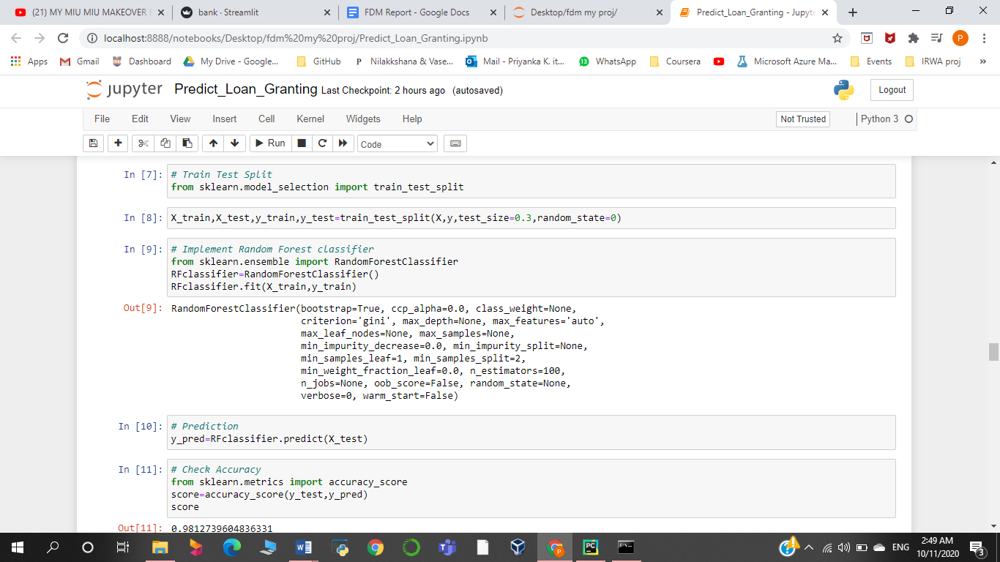 (21) MY MIU MIU MAKEOVER
bank · Streamlit
FDM Report - Google Docs
Desktop/fdm my proj/
Predict_Loan_Granting - Jupyte
localhost:8888/notebooks/Desktop/fdm%20my%20proj/Predict_Loan_Granting.ipynb
P
Apps
Gmail
Dashboard
My Drive - Google...
GitHub
P Nilakkshana & Vase...
Mail - Priyanka K. it...
13 WhatsApp
Coursera
Microsoft Azure Ma...
Events
IRWA proj
»
jupyter Predict_Loan_Granting Last Checkpoint: 2 hours ago (autosaved)
Logout
File Edit View Insert Cell Kernel Widgets Help
Not Trusted
Python 3
Run
Code
In [7]: # Train Test Split
from sklearn.model_selection import train_test_split
In [8]: X_train,X_test,y_train,y_test=train_test_split(X,y,test_size=0.3,random_state=0)
In [9]: # Implement Random Forest classifier
from sklearn.ensemble import RandomForestClassifier
RFclassifier=RandomForestClassifier()
RFclassifier.fit(X_train,y_train)
Out[9]: RandomForestClassifier(bootstrap=True, ccp_alpha=0.0, class_weight=None,
criterion='gini', max_depth=None, max_features='auto',
max_leaf_nodes=None, max_samples=None,
min_impurity_decrease=0.0, min_impurity_split=None,
min_samples_leaf=1, min_samples_split=2,
min_weight_fraction_leaf=0.0, n_estimators=100,
n_jobs=None, oob_score=False, random_state=None,
verbose=0, warm_start=False)
In [10]: # Prediction
y_pred=RFclassifier.predict(X_test)
In [11]: # Check Accuracy
from sklearn.metrics import accuracy_score
score=accuracy_score(y_test,y_pred)
score
Out[11]: 0.9812739604836331
ENG
2:49 AM
10/11/2020
3